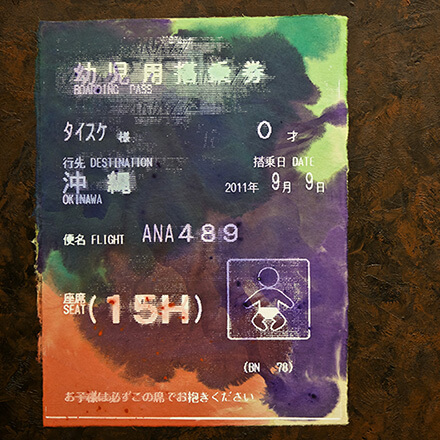 幼児用搭乗券
BOARDING PASS
タイスケ 様 0 才
行先 DESTINATION 搭乗日 DATE
沖縄 2011年 9月 9日
OKINAWA
便名 FLIGHT ANA489
座席
SEAT (15H)
(BN 78)
お子様は必ずこの席でお抱きください